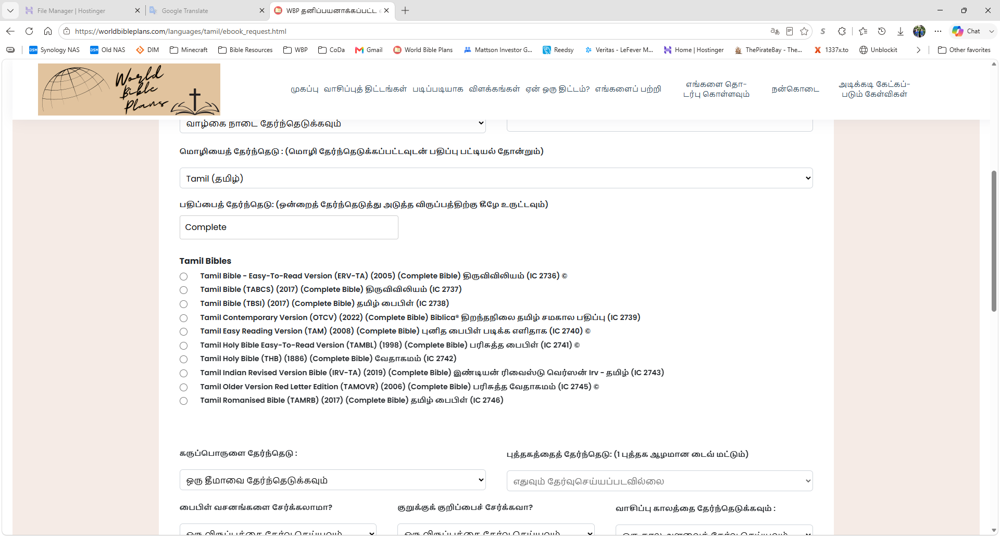 File Manager | Hostinger
Google Translate
WBP தனிப்பயனாக்கப்பட்ட
https://worldbibleplans.com/languages/tamil/ebook_request.html
Chat
Synology NAS
Old NAS
DIM
Minecraft
Bible Resources
WBP
CoDa
Gmail
World Bible Plans
Mattson Investor G...
Reedsy
Veritas - LeFever M...
Home | Hostinger
ThePirateBay - The...
1337x.to
Unblockit
Other favorites
World
Bible
Plans
முகப்பு வாசிப்புத் திட்டங்கள் படிப்படியாக விளக்கங்கள் ஏன் ஒரு திட்டம்? எங்களைப் பற்றி
எங்களை தொ-
டர்பு கொள்ளவும்
நன்கொடை
அடிக்கடி கேட்கப்-
படும் கேள்விகள்
வாழ்கை நாடை தேர்ந்தெடுக்கவும்
மொழியைத் தேர்ந்தெடு : (மொழி தேர்ந்தெடுக்கப்பட்டவுடன் பதிப்பு பட்டியல் தோன்றும்)
Tamil (தமிழ்)
பதிப்பைத் தேர்ந்தெடு: (ஒன்றைத் தேர்ந்தெடுத்து அடுத்த விருப்பத்திற்கு கீழே உருட்டவும்)
Complete
Tamil Bibles
Tamil Bible - Easy-To-Read Version (ERV-TA) (2005) (Complete Bible) திருவிவிலியம் (IC 2736) ©
Tamil Bible (TABCS) (2017) (Complete Bible) திருவிவிலியம் (IC 2737)
Tamil Bible (TBSI) (2017) (Complete Bible) தமிழ் பைபிள் (IC 2738)
Tamil Contemporary Version (OTCV) (2022) (Complete Bible) Biblica® திறந்தநிலை தமிழ் சமகால பதிப்பு (IC 2739)
Tamil Easy Reading Version (TAM) (2008) (Complete Bible) புனித பைபிள் படிக்க எளிதாக (IC 2740) ©
Tamil Holy Bible Easy-To-Read Version (TAMBL) (1998) (Complete Bible) பரிசுத்த பைபிள் (IC 2741) ©
Tamil Holy Bible (THB) (1886) (Complete Bible) வேதாகமம் (IC 2742)
Tamil Indian Revised Version Bible (IRV-TA) (2019) (Complete Bible) இண்டியன் ரிவைஸ்டு வெர்ஸன் Irv - தமிழ் (IC 2743)
Tamil Older Version Red Letter Edition (TAMOVR) (2006) (Complete Bible) பரிசுத்த வேதாகமம் (IC 2745) ©
Tamil Romanised Bible (TAMRB) (2017) (Complete Bible) தமிழ் பைபிள் (IC 2746)
கருப்பொருளை தேர்ந்தெடு :
புத்தகத்தைத் தேர்ந்தெடு: (1 புத்தக ஆழமான டைவ் மட்டும்)
ஒரு தீமாவை தேர்ந்தெடுக்கவும்
எதுவும் தேர்வுசெய்யப்படவில்லை
பைபிள் வசனங்களை சேர்க்கலாமா?
குறுக்குக் குறிப்பைச் சேர்க்கவா?
வாசிப்பு காலத்தை தேர்ந்தெடுக்கவும் :
ஒரு விருப்பத்தை தேர்வு செய்யவும்
ஒரு விருப்பத்தை தேர்வு செய்யவும்